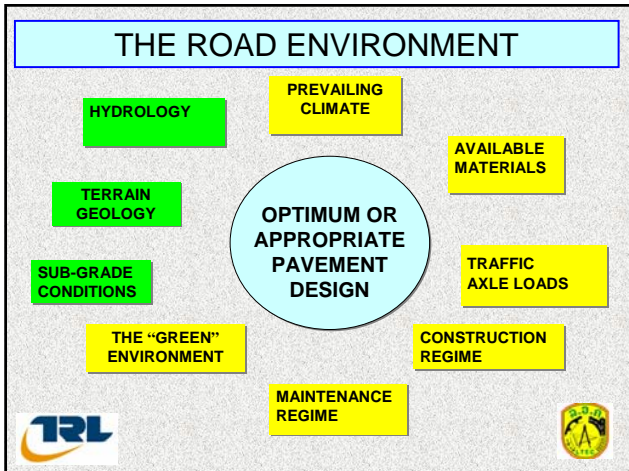 THE ROAD ENVIRONMENT
PREVAILING
CLIMATE
HYDROLOGY
AVAILABLE
MATERIALS
TERRAIN
GEOLOGY
OPTIMUM OR
APPROPRIATE
PAVEMENT
DESIGN
SUB-GRADE
CONDITIONS
TRAFFIC
AXLE LOADS
THE “GREEN”
ENVIRONMENT
CONSTRUCTION
REGIME
MAINTENANCE
REGIME
TRL